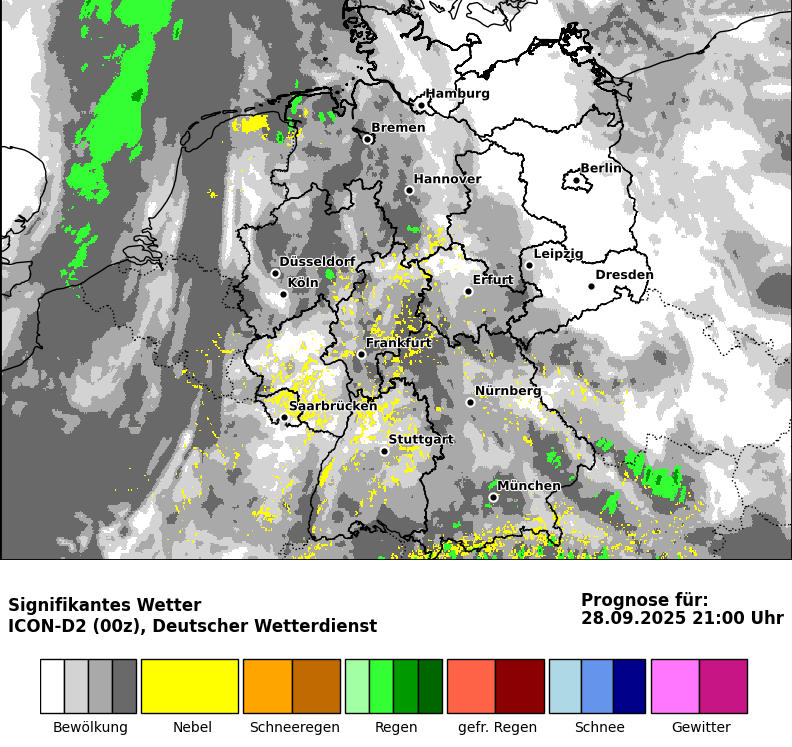 Hamburg
Bremen
Berlin
Hannover
Leipzig
Düsseldorf
Dresden
Erfurt
Köln
Frankfurt
Nürnberg
Saarbrücken
Stuttgart
München
Signifikantes Wetter
ICON-D2 (00z), Deutscher Wetterdienst
Prognose für:
28.09.2025 21:00 Uhr
Bewölkung Nebel Schneeregen Regen gefr. Regen Schnee Gewitter